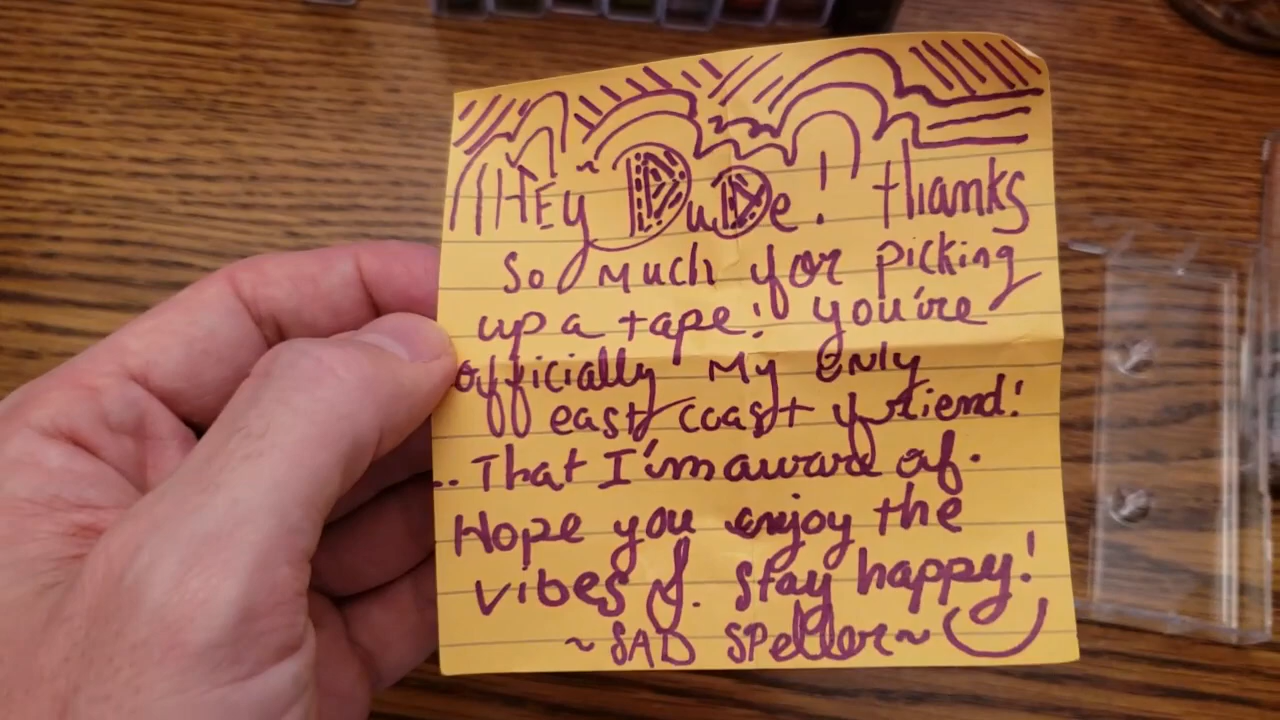 HEy DuDe! thanks
so much for picking
up a tape! you're
officially My ONly
east coast friend!
.. That I'm aware of.
Hope you enjoy the
vibes &. stay happy!
~SAD SPeller~